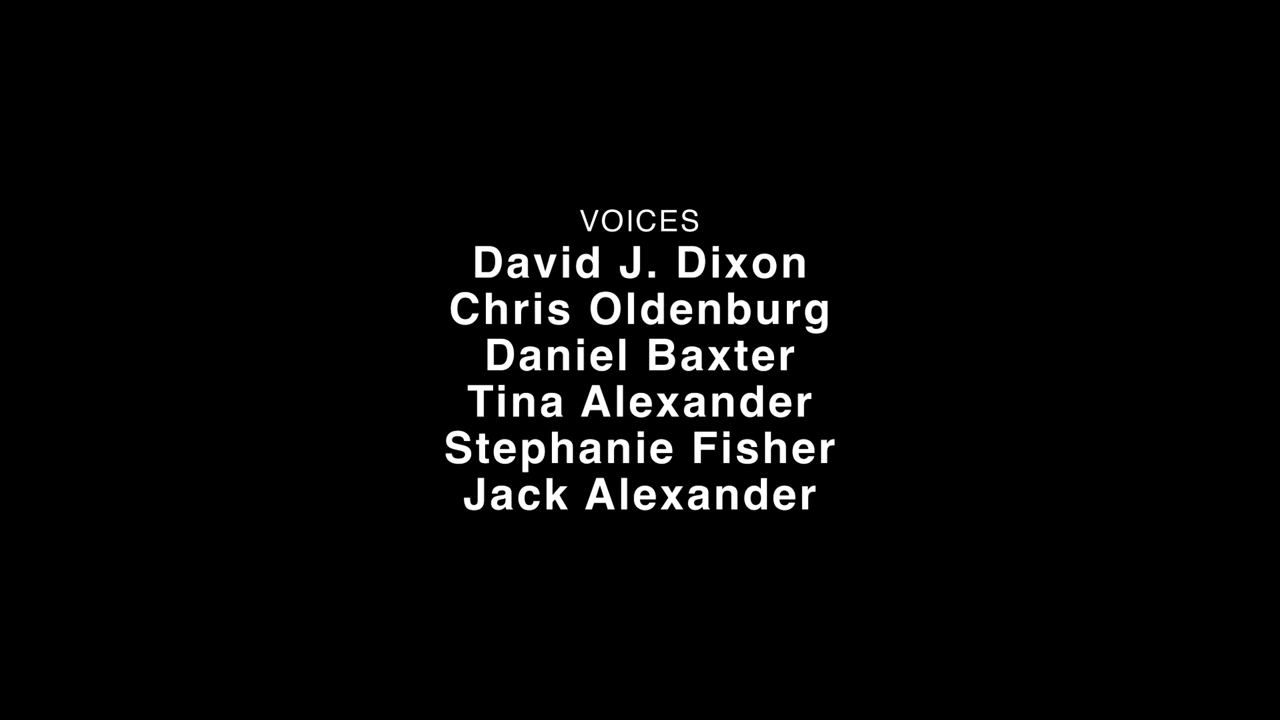 VOICES
David J. Dixon
Chris Oldenburg
Daniel Baxter
Tina Alexander
Stephanie Fisher
Jack Alexander